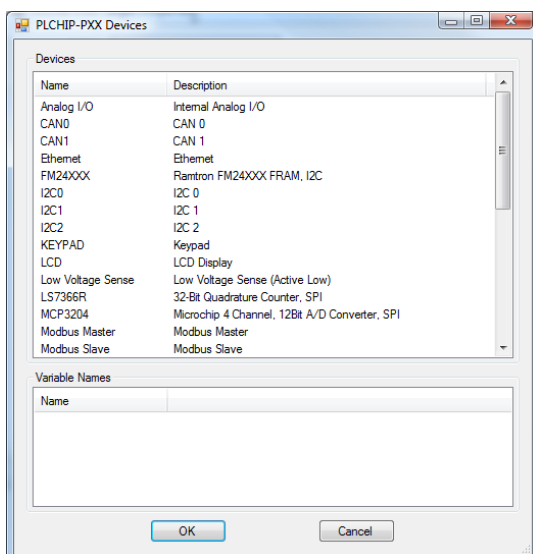 PLCHIP-PXX Devices
Devices
Name Description
Analog I/O Internal Analog I/O
CAN0 CAN 0
CAN1 CAN 1
Ethernet Ethernet
FM24XXX Ramtron FM24XXX FRAM, I2C
I2C0 I2C 0
I2C1 I2C 1
I2C2 I2C 2
KEYPAD Keypad
LCD LCD Display
Low Voltage Sense Low Voltage Sense (Active Low)
LS7366R 32-Bit Quadrature Counter, SPI
MCP3204 Microchip 4 Channel, 12Bit A/D Converter, SPI
Modbus Master Modbus Master
Modbus Slave Modbus Slave
Variable Names
Name
OK Cancel